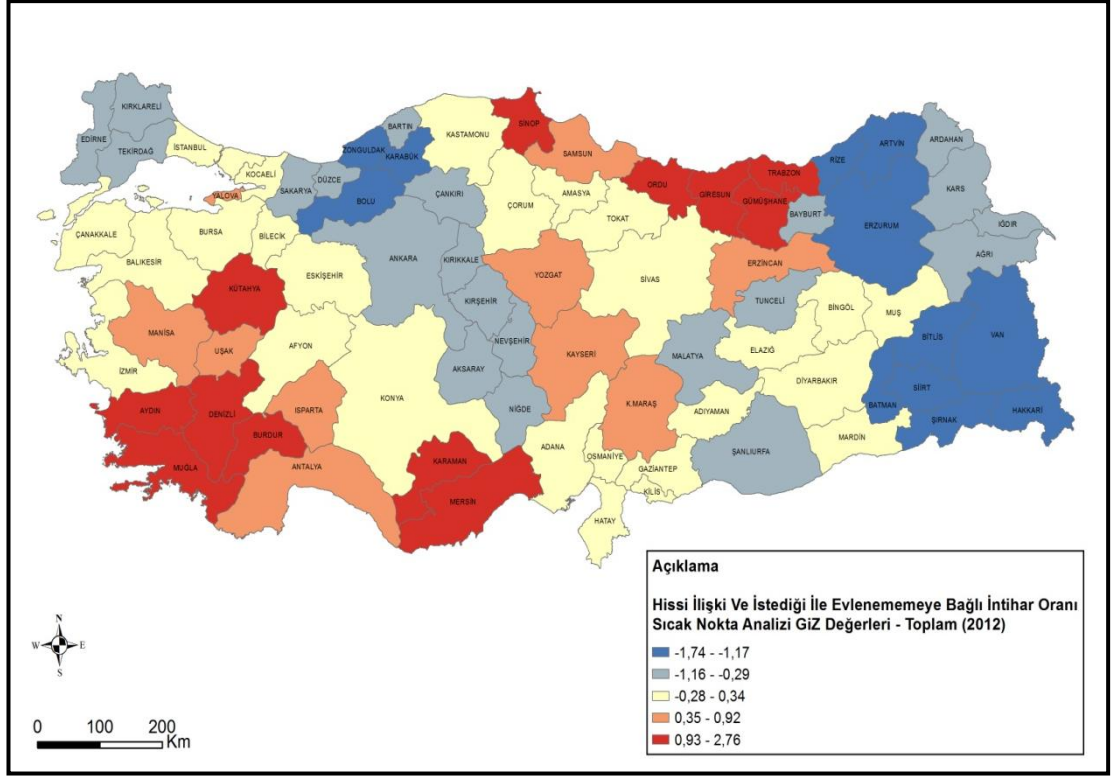 KIRKLARELİ
EDİRNE
TEKİRDAĞ
İSTANBUL
KOCAELİ
YALOVA
SAKARYA
DÜZCE
ZONGULDAK
BARTIN
KARABÜK
BOLU
KASTAMONU
SİNOP
SAMSUN
ÇANKIRI
ÇORUM
AMASYA
TOKAT
ORDU
GİRESUN
TRABZON
GÜMÜŞHANE
BAYBURT
RİZE
ARTVİN
ARDAHAN
KARS
IĞDIR
AĞRI
ERZURUM
ERZİNCAN
ÇANAKKALE
BALIKESİR
BURSA
BİLECİK
ESKİŞEHİR
ANKARA
KIRIKKALE
KIRŞEHİR
YOZGAT
SİVAS
TUNCELİ
BİNGÖL
MUŞ
BİTLİS
VAN
KÜTAHYA
MANİSA
UŞAK
AFYON
İZMİR
AKSARAY
NEVŞEHİR
NİĞDE
KAYSERİ
MALATYA
ELAZIĞ
DİYARBAKIR
BATMAN
SİİRT
ŞIRNAK
HAKKARİ
AYDIN
DENİZLİ
ISPARTA
BURDUR
MUĞLA
ANTALYA
KONYA
KARAMAN
MERSİN
ADANA
K.MARAŞ
OSMANİYE
ADIYAMAN
GAZİANTEP
KİLİS
HATAY
ŞANLIURFA
MARDİN
Açıklama
Hissi İlişki Ve İstediği İle Evlenememeye Bağlı İntihar Oranı
Sıcak Nokta Analizi GiZ Değerleri - Toplam (2012)
-1,74 - -1,17
-1,16 - -0,29
-0,28 - 0,34
0,35 - 0,92
0,93 - 2,76
N
W E
S
0 100 200
Km